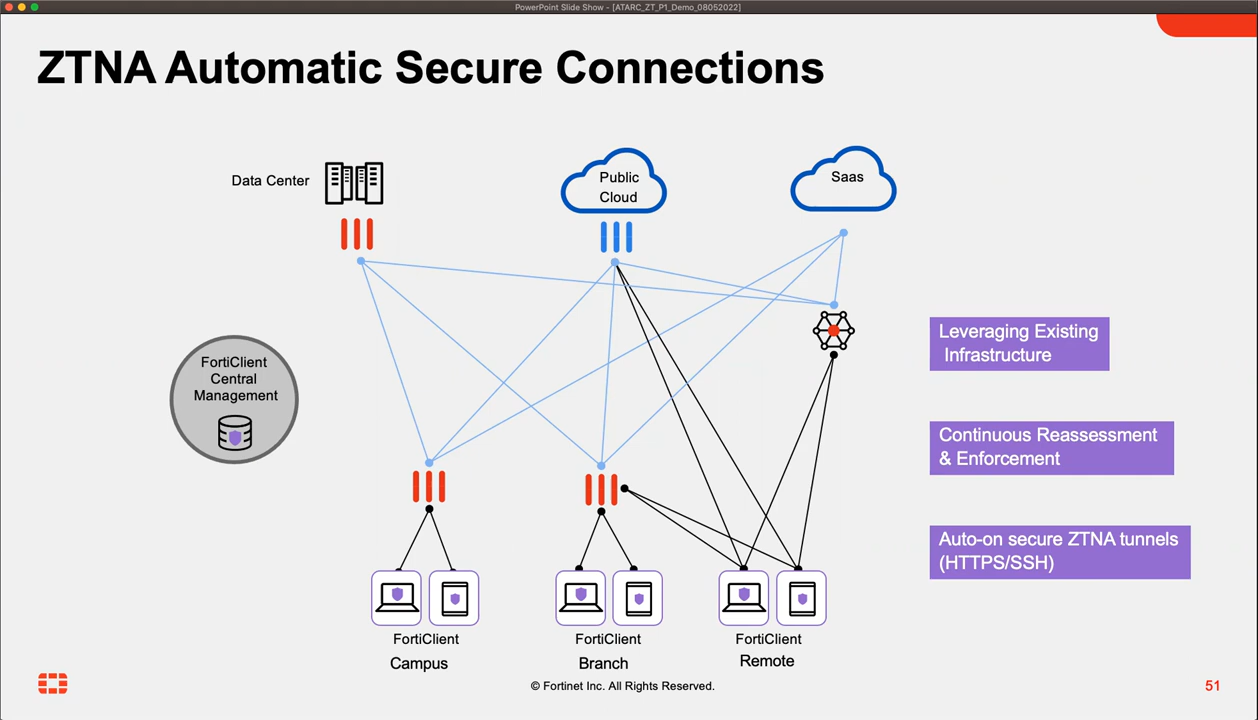 PowerPoint Slide Show - [ATARC_ZT_P1_Demo_08052022]
ZTNA Automatic Secure Connections
Data Center
Public
Cloud
Saas
FortiClient
Central
Management
Leveraging Existing
Infrastructure
Continuous Reassessment
& Enforcement
Auto-on secure ZTNA tunnels
(HTTPS/SSH)
FortiClient
Campus
FortiClient
Branch
FortiClient
Remote
© Fortinet Inc. All Rights Reserved.
51